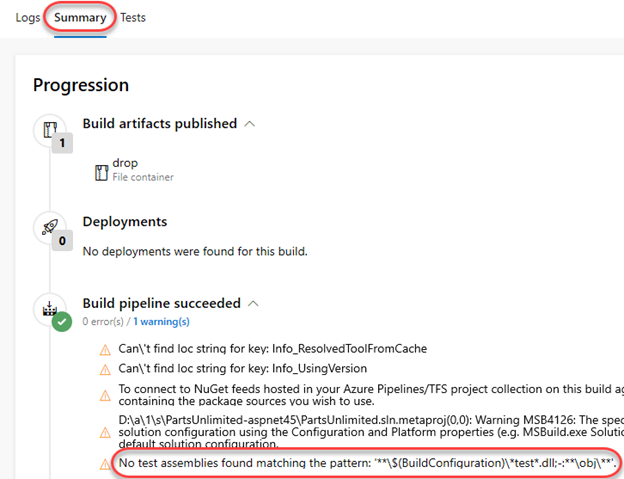 Logs Summary Tests
Progression
Build artifacts published
1
drop
File container
Deployments
0
No deployments were found for this build.
Build pipeline succeeded
0 error(s) / 1 warning(s)
Can\'t find loc string for key: Info_ResolvedToolFromCache
Can\'t find loc string for key: Info_UsingVersion
To connect to NuGet feeds hosted in your Azure Pipelines/TFS project collection on this build ag
containing the package sources you wish to use.
D:\a\1\s\PartsUnlimited-aspnet45\PartsUnlimited.sln.metaproj(0,0): Warning MSB4126: The spec
solution configuration using the Configuration and Platform properties (e.g. MSBuild.exe Solutio
default solution configuration.
No test assemblies found matching the pattern: '**\$(BuildConfiguration)\*test*.dll;-:**\obj\**'.